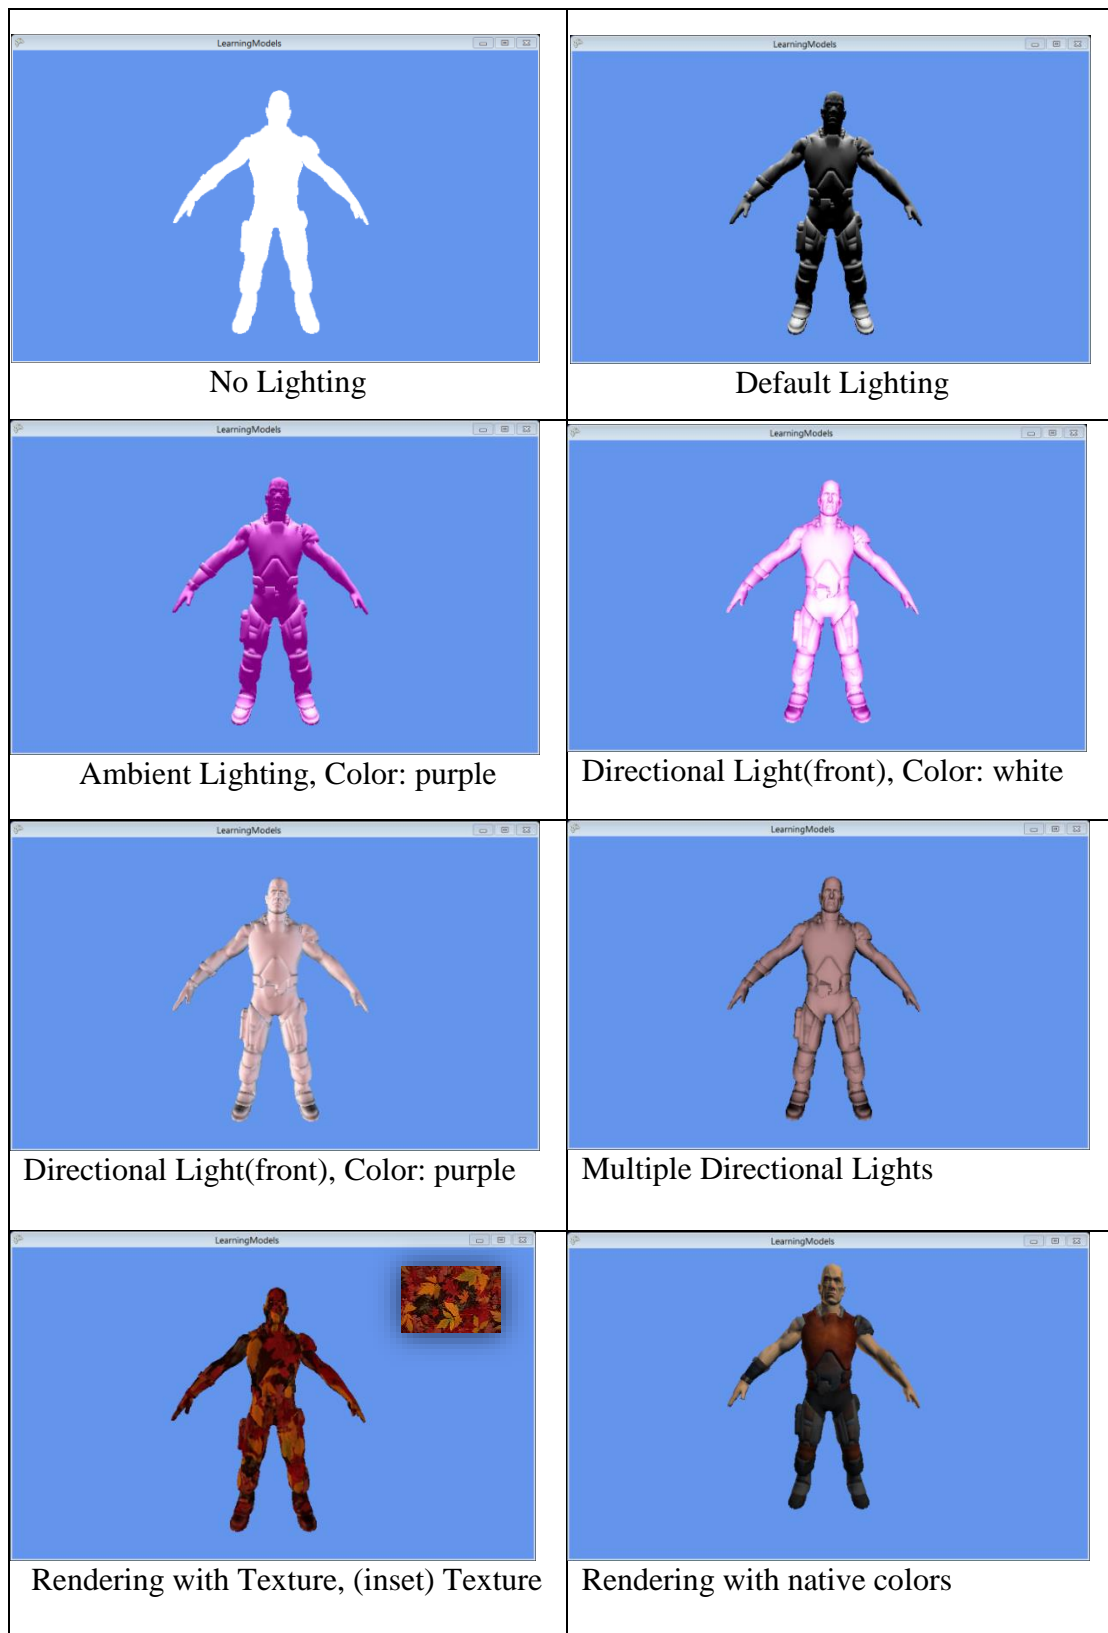 LearningModels
LearningModels
No Lighting
Default Lighting
LearningModels
LearningModels
Ambient Lighting, Color: purple
Directional Light(front), Color: white
LearningModels
LearningModels
Directional Light(front), Color: purple
Multiple Directional Lights
LearningModels
LearningModels
Rendering with Texture, (inset) Texture
Rendering with native colors